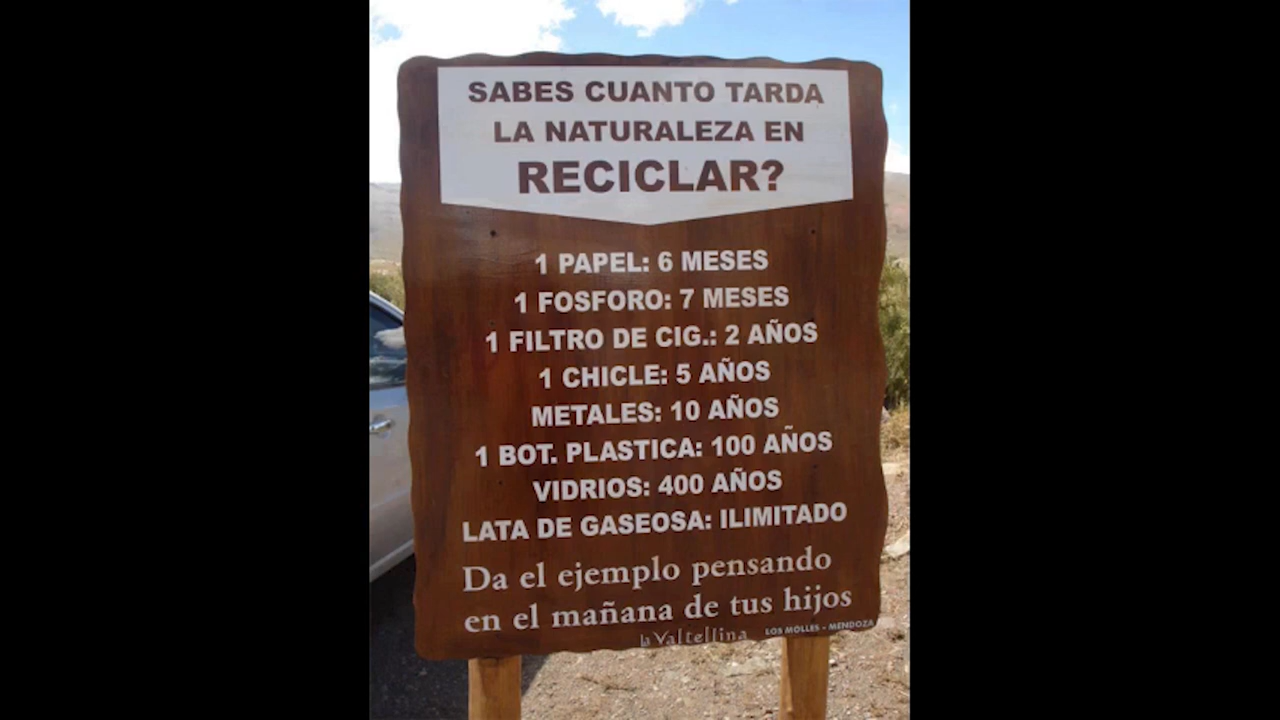 SABES CUANTO TARDA
LA NATURALEZA EN
RECICLAR?
1 PAPEL: 6 MESES
1 FOSFORO: 7 MESES
1 FILTRO DE CIG.: 2 AÑOS
1 CHICLE: 5 AÑOS
METALES: 10 AÑOS
1 BOT. PLASTICA: 100 AÑOS
VIDRIOS: 400 AÑOS
LATA DE GASEOSA: ILIMITADO
Da el ejemplo pensando
en el mañana de tus hijos
la Valtellina LOS MOLLES - MENDOZA